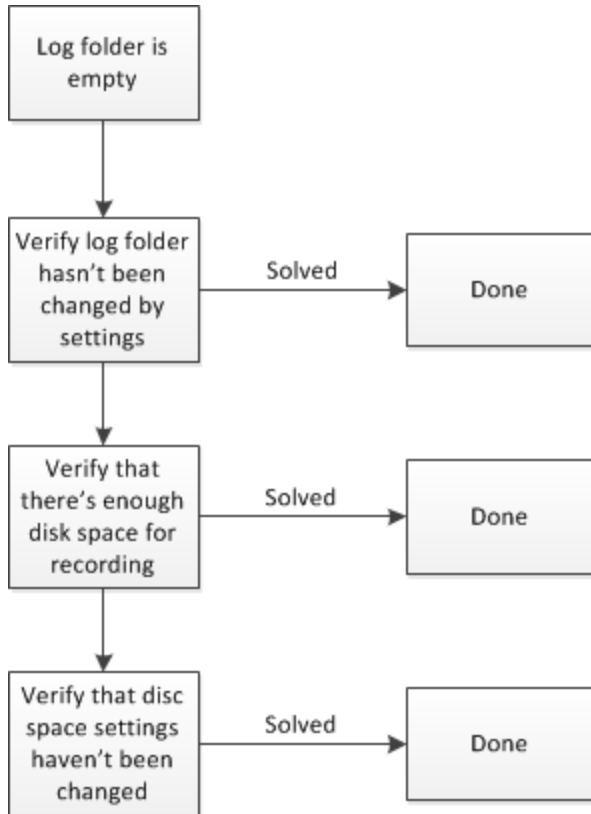 Log folder is
empty
Verify log folder
hasn't been
changed by
settings
Solved
Done
Verify that
there's enough
disk space for
recording
Solved
Done
Verify that disc
space settings
haven't been
changed
Solved
Done